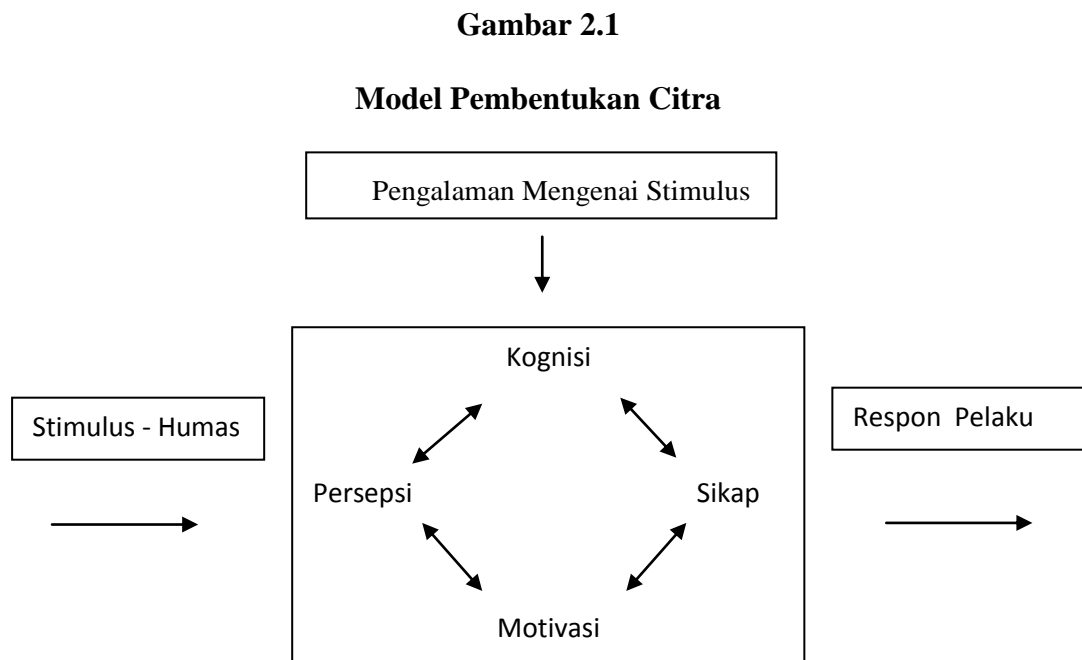 Gambar 2.1
Model Pembentukan Citra
Pengalaman Mengenai Stimulus
Kognisi
Stimulus - Humas
Respon Pelaku
Persepsi
Sikap
Motivasi